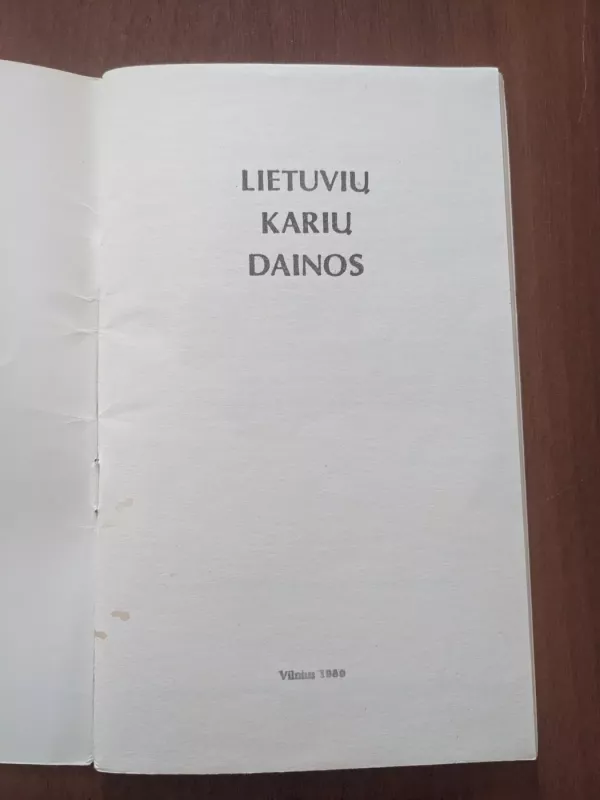 LIETUVIŲ
KARIŲ
DAINOS
Vilnius 1989